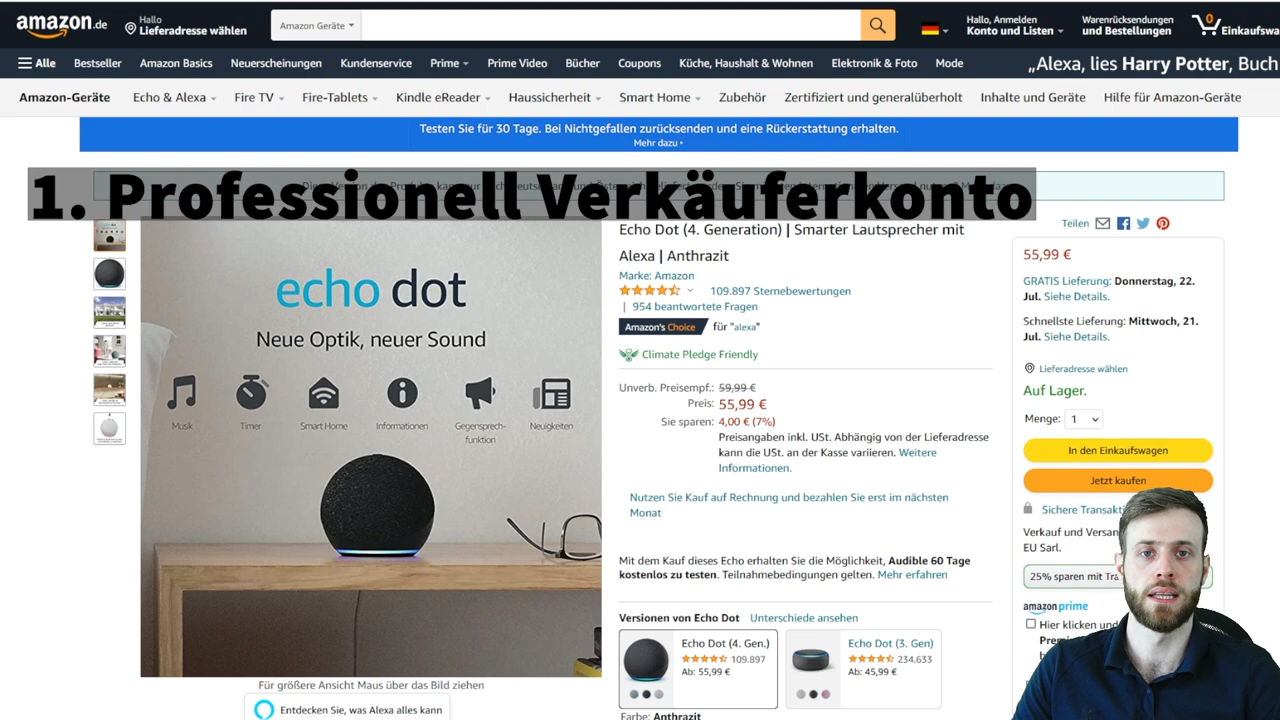 amazon.de
Hallo
Lieferadresse wählen
Amazon Geräte
Hallo, Anmelden
Konto und Listen
Warenrücksendungen
und Bestellungen
0
Einkaufswa
Alle
Bestseller
Amazon Basics
Neuerscheinungen
Kundenservice
Prime
Prime Video
Bücher
Coupons
Küche, Haushalt & Wohnen
Elektronik & Foto
Mode
„Alexa, lies Harry Potter, Buch
Amazon-Geräte
Echo & Alexa
Fire TV
Fire-Tablets
Kindle eReader
Haussicherheit
Smart Home
Zubehör
Zertifiziert und generalüberholt
Inhalte und Geräte
Hilfe für Amazon-Geräte
Testen Sie für 30 Tage. Bei Nichtgefallen zurücksenden und eine Rückerstattung erhalten.
Mehr dazu
1. Professionell Verkäuferkonto
echo dot
Neue Optik, neuer Sound
Musik
Timer
Smart Home
Informationen
Gegensprech-
funktion
Neuigkeiten
Für größere Ansicht Maus über das Bild ziehen
Entdecken Sie, was Alexa alles kann
Echo Dot (4. Generation) | Smarter Lautsprecher mit
Alexa | Anthrazit
Marke: Amazon
109.897 Sternebewertungen
| 954 beantwortete Fragen
Amazon's Choice für "alexa"
Climate Pledge Friendly
Unverb. Preisempf.: 59,99 €
Preis: 55,99 €
Sie sparen: 4,00 € (7%)
Preisangaben inkl. USt. Abhängig von der Lieferadresse
kann die USt. an der Kasse variieren. Weitere
Informationen.
Nutzen Sie Kauf auf Rechnung und bezahlen Sie erst im nächsten
Monat
Mit dem Kauf dieses Echo erhalten Sie die Möglichkeit, Audible 60 Tage
kostenlos zu testen. Teilnahmebedingungen gelten. Mehr erfahren
Versionen von Echo Dot Unterschiede ansehen
Echo Dot (4. Gen.)
109.897
Ab: 55,99 €
Echo Dot (3. Gen)
234.633
Ab: 45,99 €
Farbe: Anthrazit
Teilen
55,99 €
GRATIS Lieferung: Donnerstag, 22.
Jul. Siehe Details.
Schnellste Lieferung: Mittwoch, 21.
Jul. Siehe Details.
Lieferadresse wählen
Auf Lager.
Menge: 1
In den Einkaufswagen
Jetzt kaufen
Sichere Transakti
Verkauf und Versan
EU Sarl.
25% sparen mit Tra
amazon prime
Hier klicken und